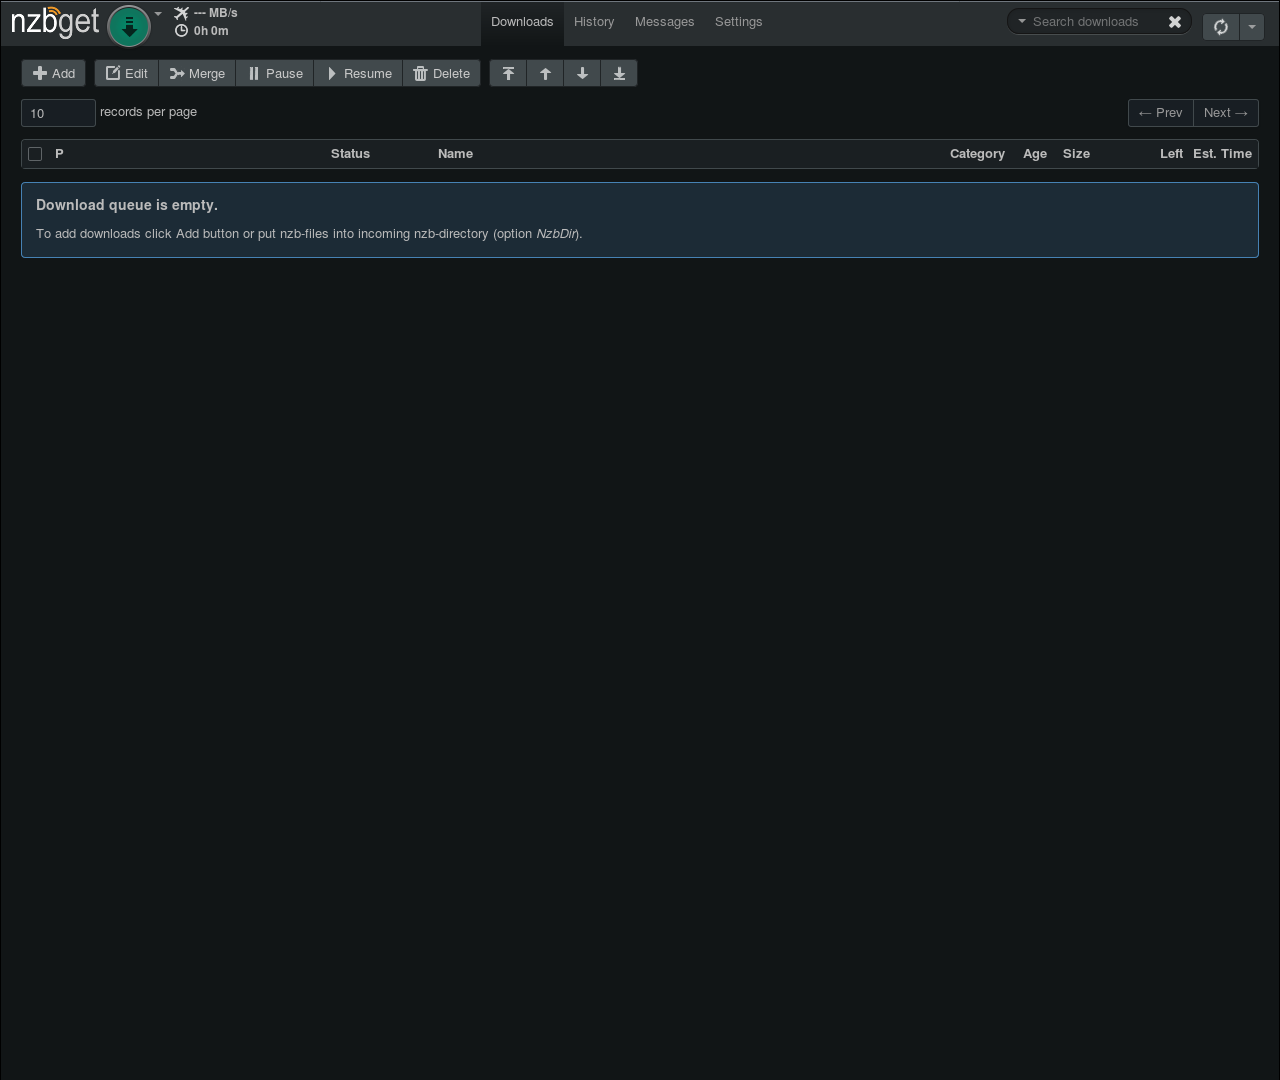 nzbget --- MB/s Downloads History Messages Settings Search downloads
0h 0m
Add Edit Merge Pause Resume Delete
10 records per page ← Prev Next →
P Status Name Category Age Size Left Est. Time
Download queue is empty.
To add downloads click Add button or put nzb-files into incoming nzb-directory (option NzbDir).